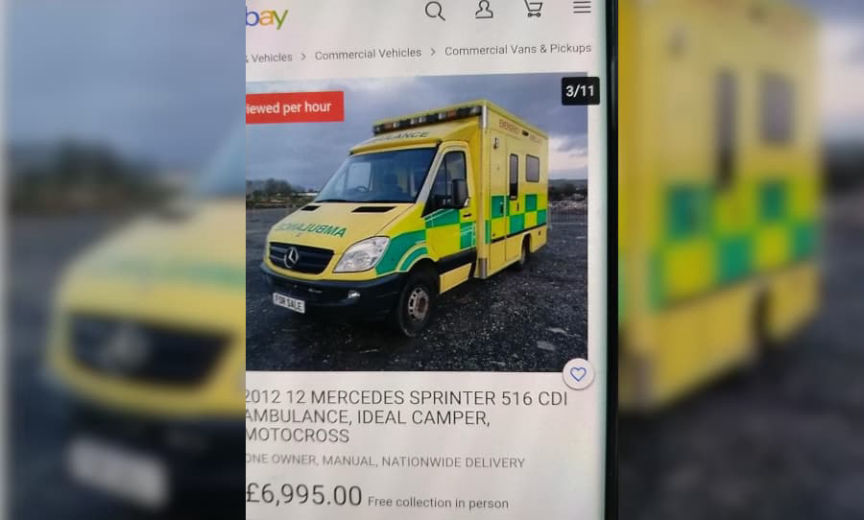 bay
& Vehicles > Commercial Vehicles > Commercial Vans & Pickups
3/11
iewed per hour
AMBULANCE
EMERGENCY
AMBULANCE
FOR SALE
2012 12 MERCEDES SPRINTER 516 CDI
AMBULANCE, IDEAL CAMPER,
MOTOCROSS
ONE OWNER, MANUAL, NATIONWIDE DELIVERY
£6,995.00 Free collection in person